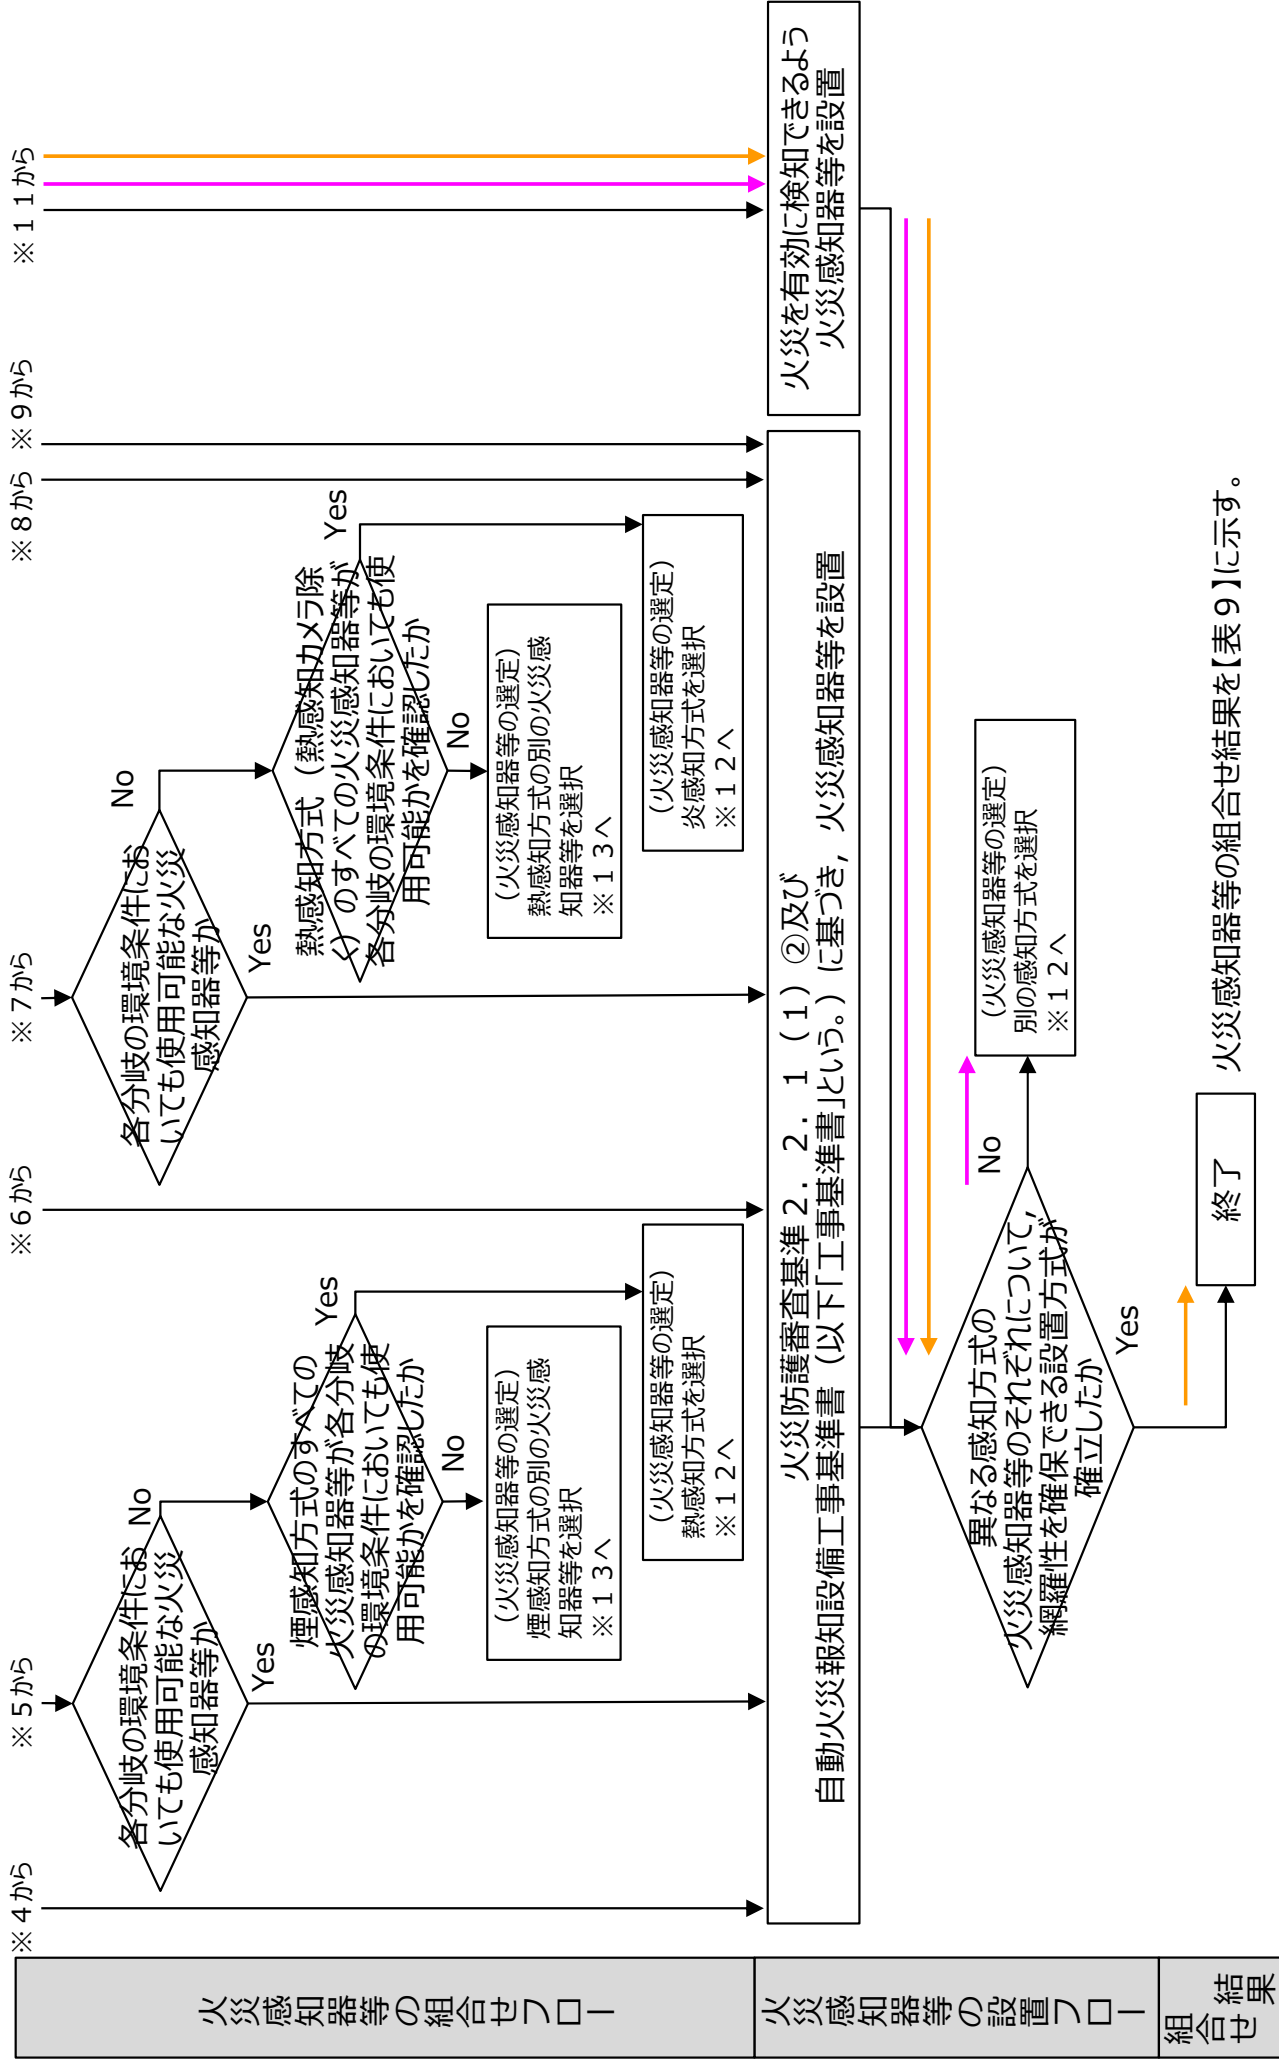 火災感知器等の組合せフロー
火災感知器等の設置フロー
組合せ
結果
※４から
※５から
※６から
※７から
※８から
※９から
※１１から
各分岐の環境条件にお
いても使用可能な火災
感知器等か
No
Yes
煙感知方式のすべての
火災感知器等が各分岐
の環境条件においても使
用可能かを確認したか
Yes
No
（火災感知器等の選定）
煙感知方式の別の火災感
知器等を選択
※１３へ
（火災感知器等の選定）
熱感知方式を選択
※１２へ
各分岐の環境条件にお
いても使用可能な火災
感知器等か
No
Yes
熱感知方式（熱感知カメラ除
く）のすべての火災感知器等が
各分岐の環境条件においても使
用可能かを確認したか
Yes
No
（火災感知器等の選定）
熱感知方式の別の火災感
知器等を選択
※１３へ
（火災感知器等の選定）
炎感知方式を選択
※１２へ
火災防護審査基準２．２．１（１）②及び
自動火災報知設備工事基準書（以下「工事基準書」という。）に基づき，火災感知器等を設置
火災を有効に検知できるよう
火災感知器等を設置
異なる感知方式の
火災感知器等のそれぞれについて，
網羅性を確保できる設置方式が
確立したか
No
Yes
（火災感知器等の選定）
別の感知方式を選択
※１２へ
終了
火災感知器等の組合せ結果を【表９】に示す。